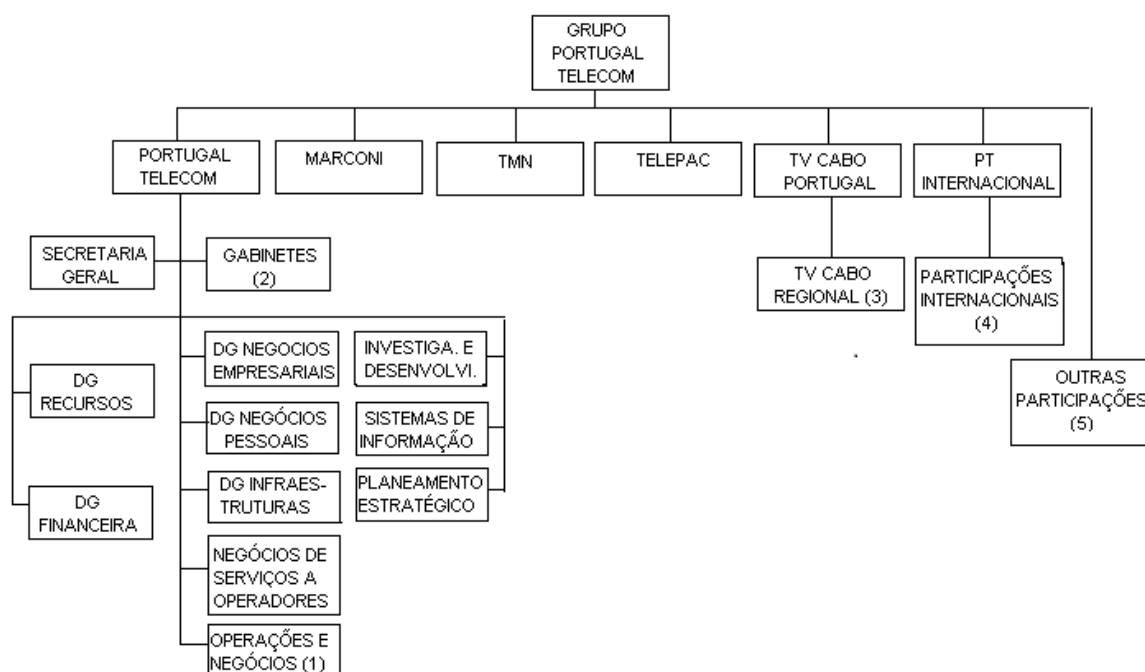 GRUPO
PORTUGAL
TELECOM
PORTUGAL
TELECOM
MARCONI
TMN
TELEPAC
TV CABO
PORTUGAL
PT
INTERNACIONAL
SECRETARIA
GERAL
GABINETES
(2)
TV CABO
REGIONAL (3)
PARTICIPAÇÕES
INTERNACIONAIS
(4)
DG
RECURSOS
DG NEGOCIOS
EMPRESARIAIS
INVESTIGA. E
DESENVOLVI.
OUTRAS
PARTICIPAÇÕES
(5)
DG NEGÓCIOS
PESSOAIS
SISTEMAS DE
INFORMAÇÃO
DG
FINANCEIRA
DG INFRAES-
TRUTURAS
PLANEAMENTO
ESTRATÉGICO
NEGÓCIOS DE
SERVIÇOS A
OPERADORES
OPERAÇÕES E
NEGÓCIOS (1)